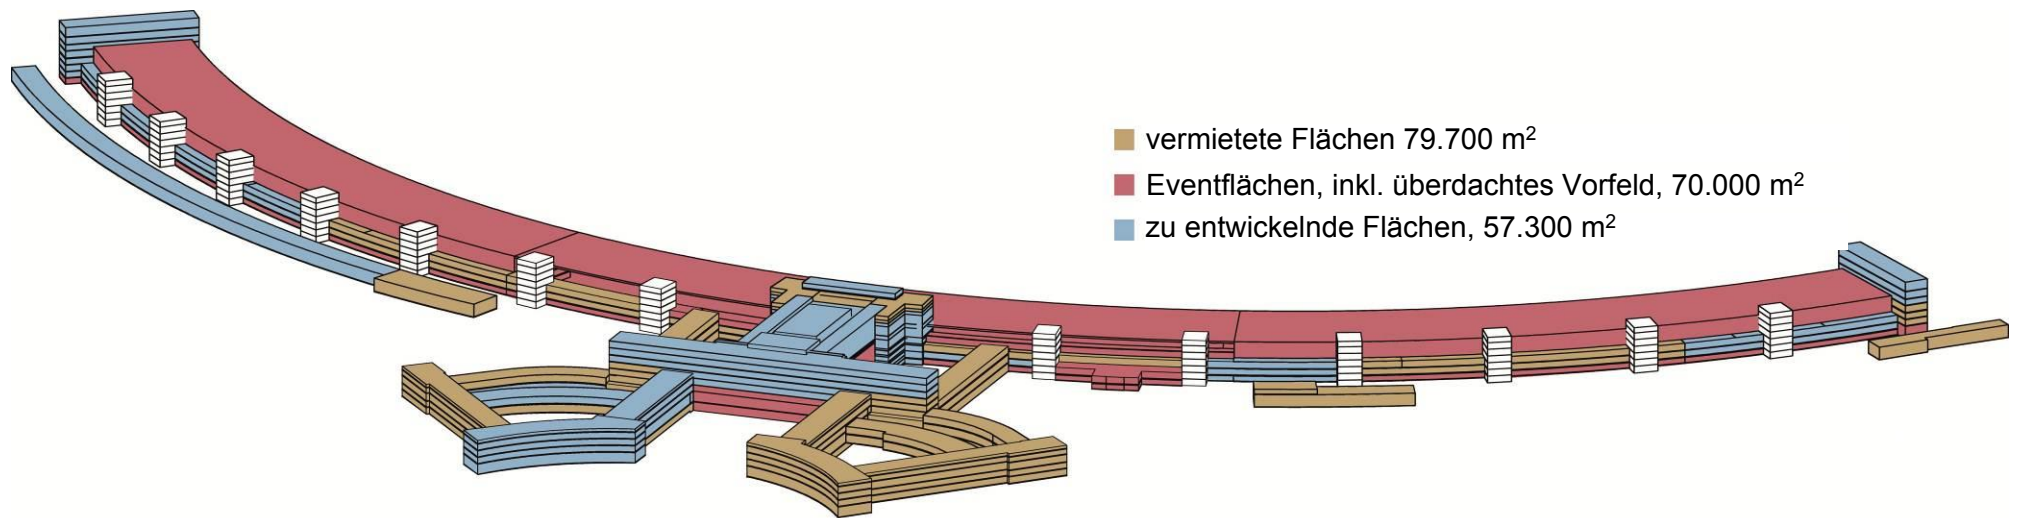 vermietete Flächen 79.700 m²
Eventflächen, inkl. überdachtes Vorfeld, 70.000 m²
zu entwickelnde Flächen, 57.300 m²